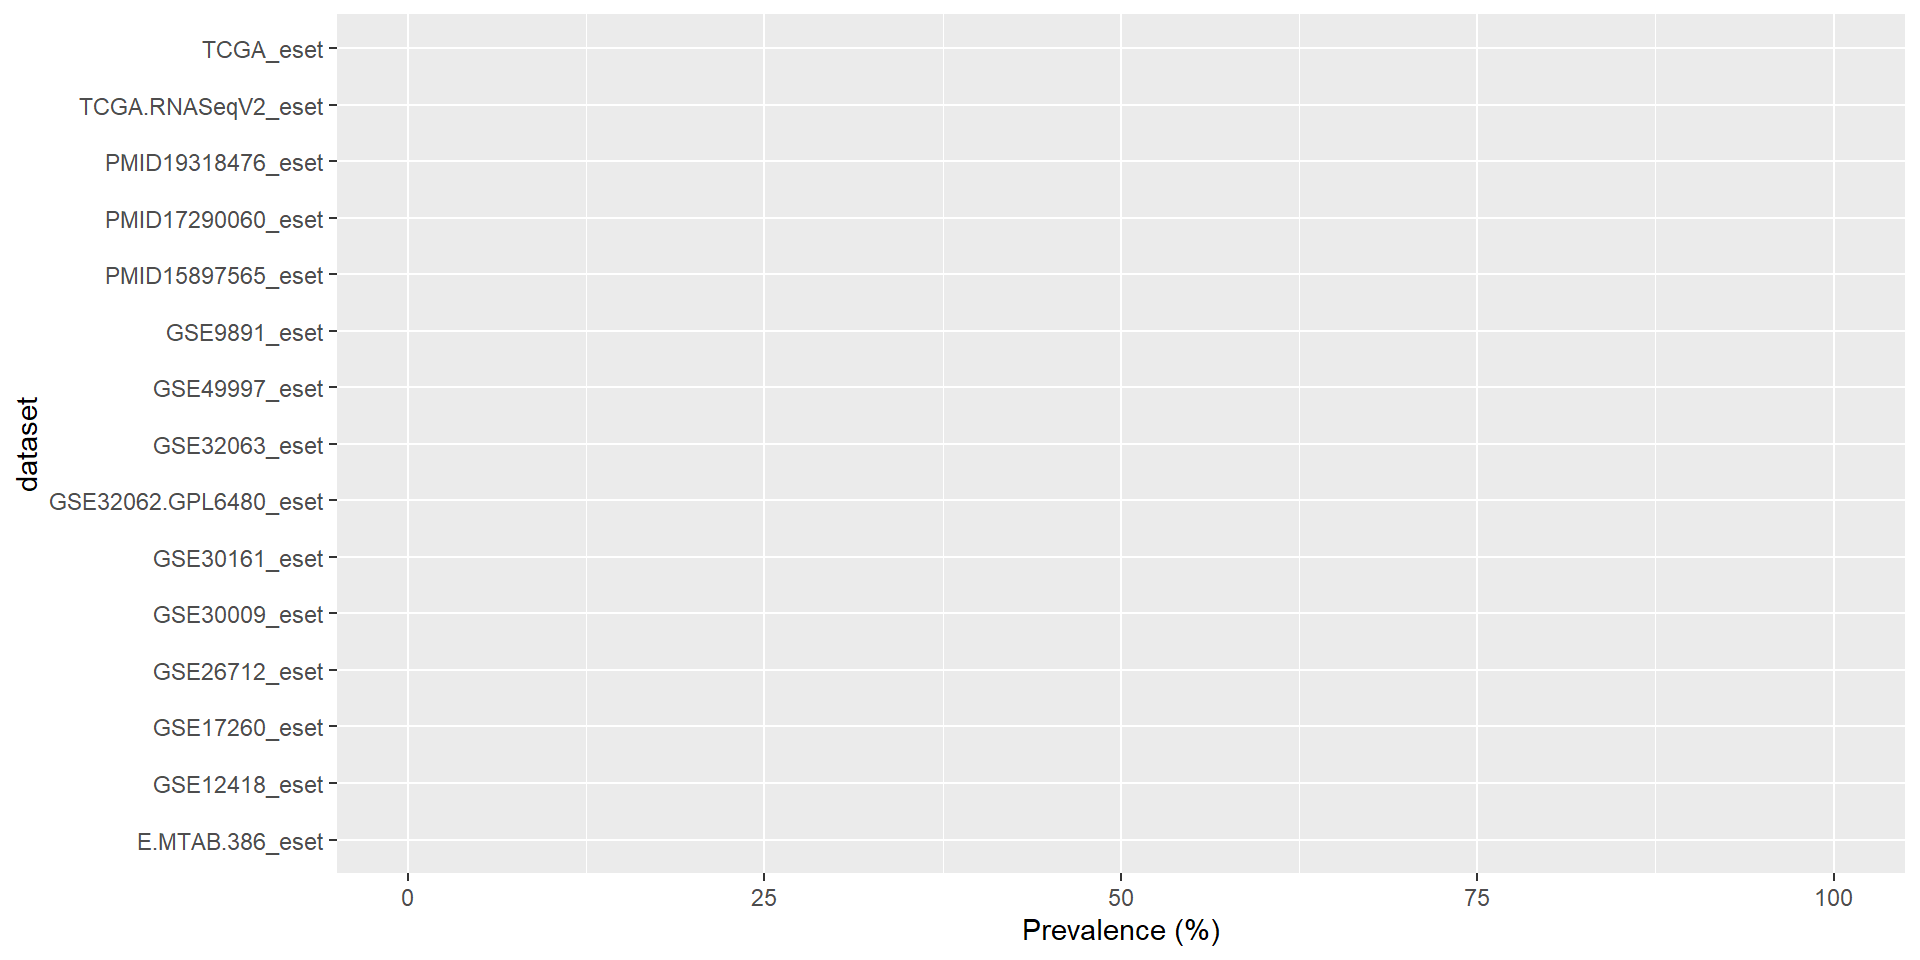 TCGA_eset
TCGA.RNASeqV2_eset
PMID19318476_eset
PMID17290060_eset
PMID15897565_eset
GSE9891_eset
GSE49997_eset
GSE32063_eset
GSE32062.GPL6480_eset
GSE30161_eset
GSE30009_eset
GSE26712_eset
GSE17260_eset
GSE12418_eset
E.MTAB.386_eset
dataset
0 25 50 75 100
Prevalence (%)